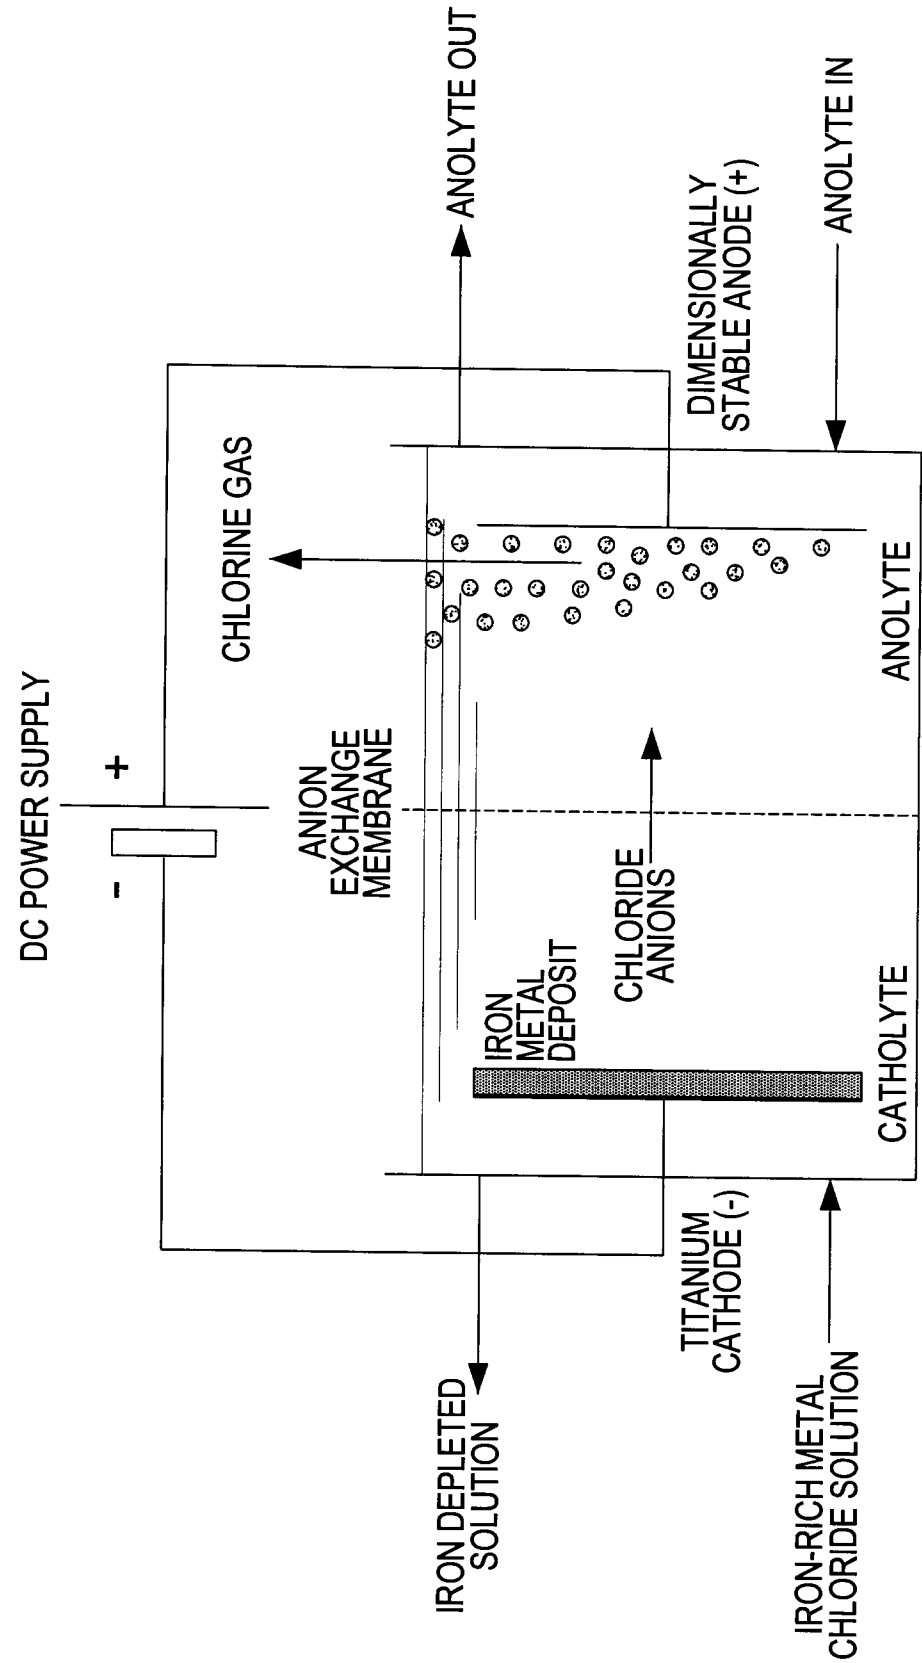 DC POWER SUPPLY
-
+
CHLORINE GAS
ANION
EXCHANGE
MEMBRANE
IRON DEPLETED
SOLUTION
ANOLYTE OUT
IRON
METAL
DEPOSIT
CHLORIDE
ANIONS
TITANIUM
CATHODE (-)
DIMENSIONALLY
STABLE ANODE (+)
IRON-RICH METAL
CHLORIDE SOLUTION
ANOLYTE IN
CATHOLYTE
ANOLYTE